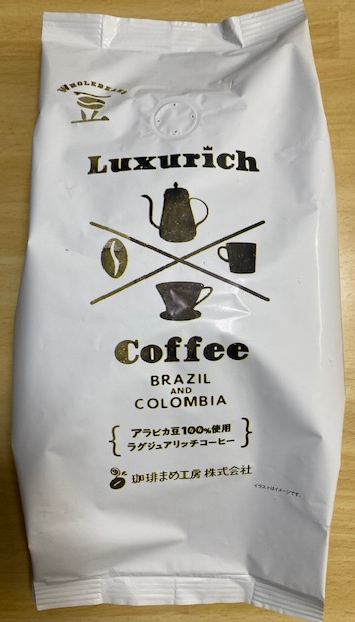 WHOLEBEANS
豆
Luxurich
Coffee
BRAZIL
AND
COLOMBIA
アラビカ豆100%使用
ラグジュアリッチコーヒー
珈琲まめ工房 株式会社
イラストはイメージです。